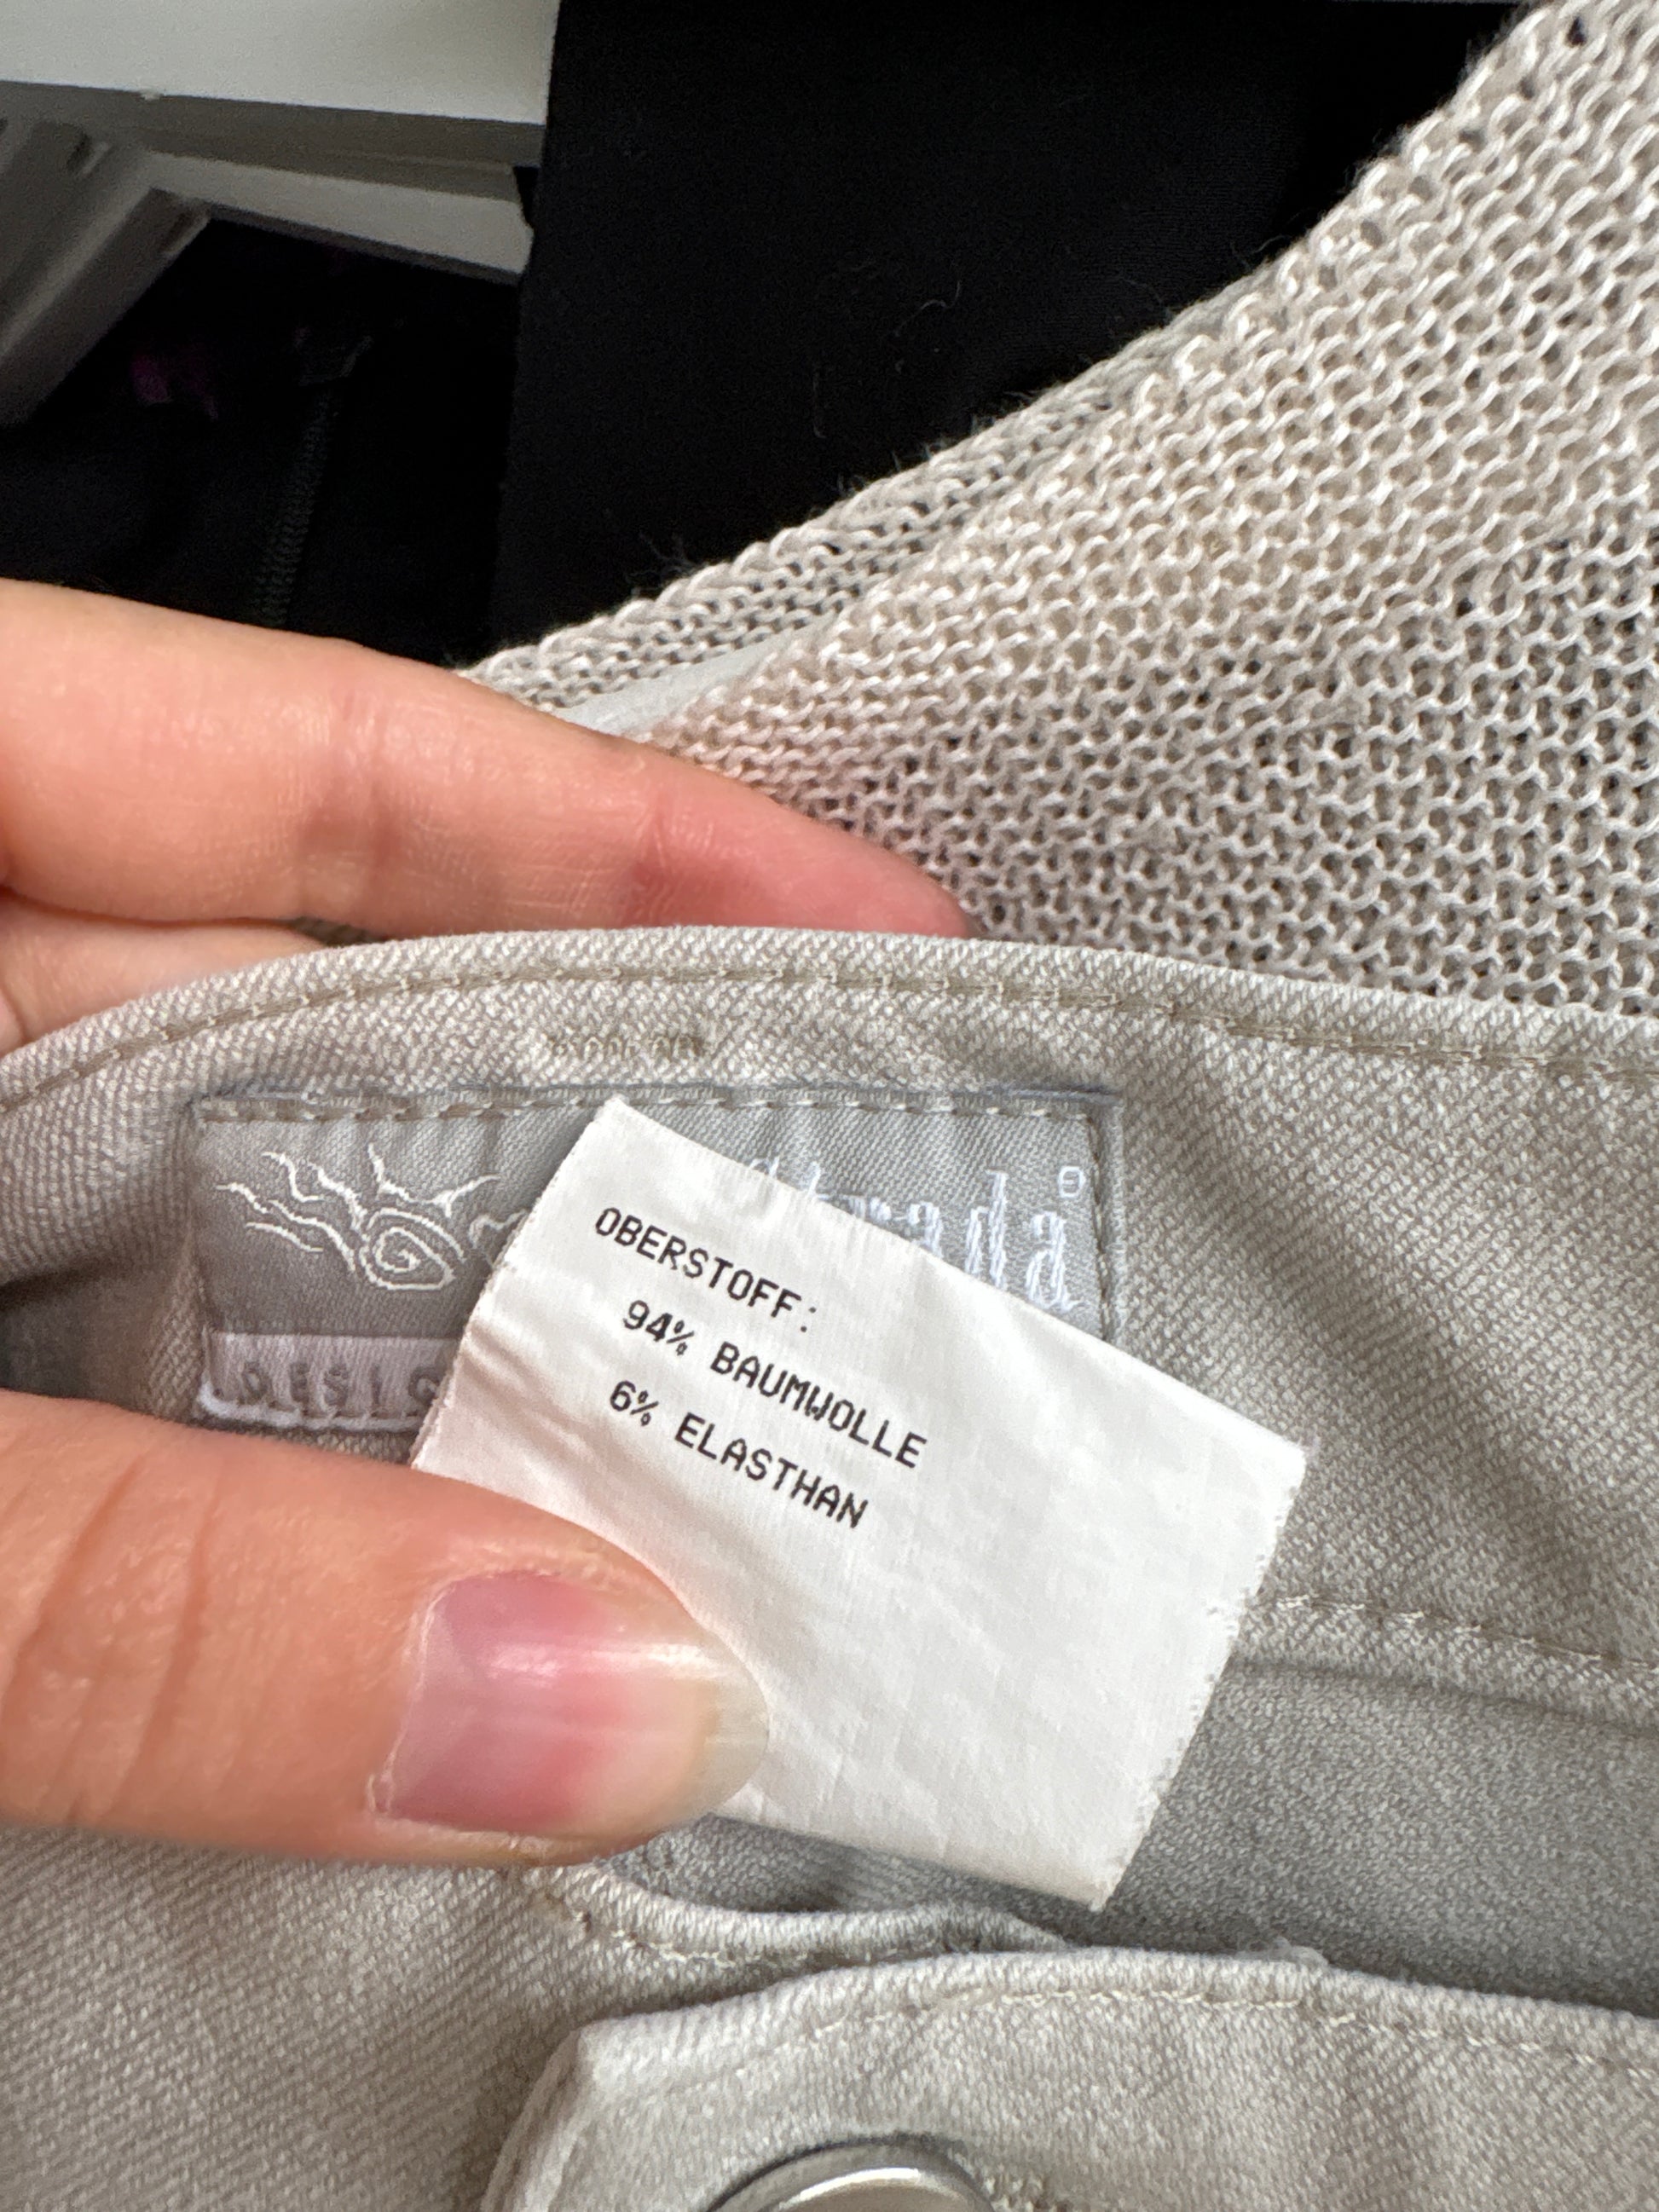 OBERSTOFF:
94% BAUMWOLLE
6% ELASTHAN